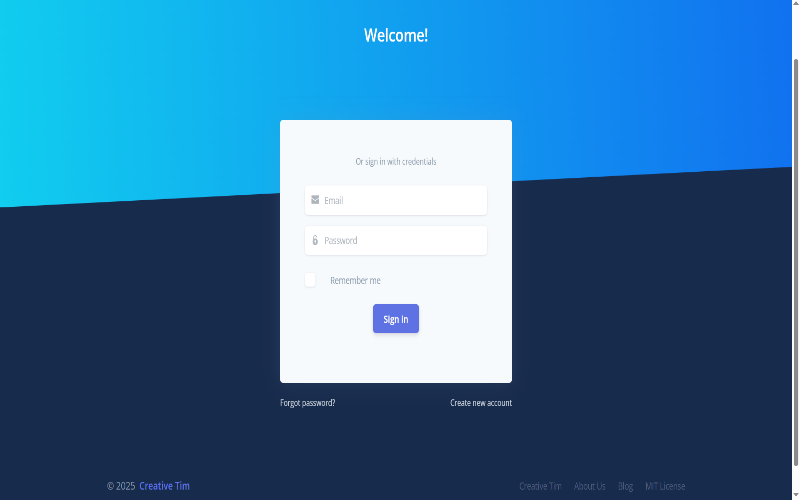 Welcome!
Or sign in with credentials
Email
Password
Remember me
Sign in
Forgot password? Create new account
© 2025 Creative Tim Creative Tim About Us Blog MIT License